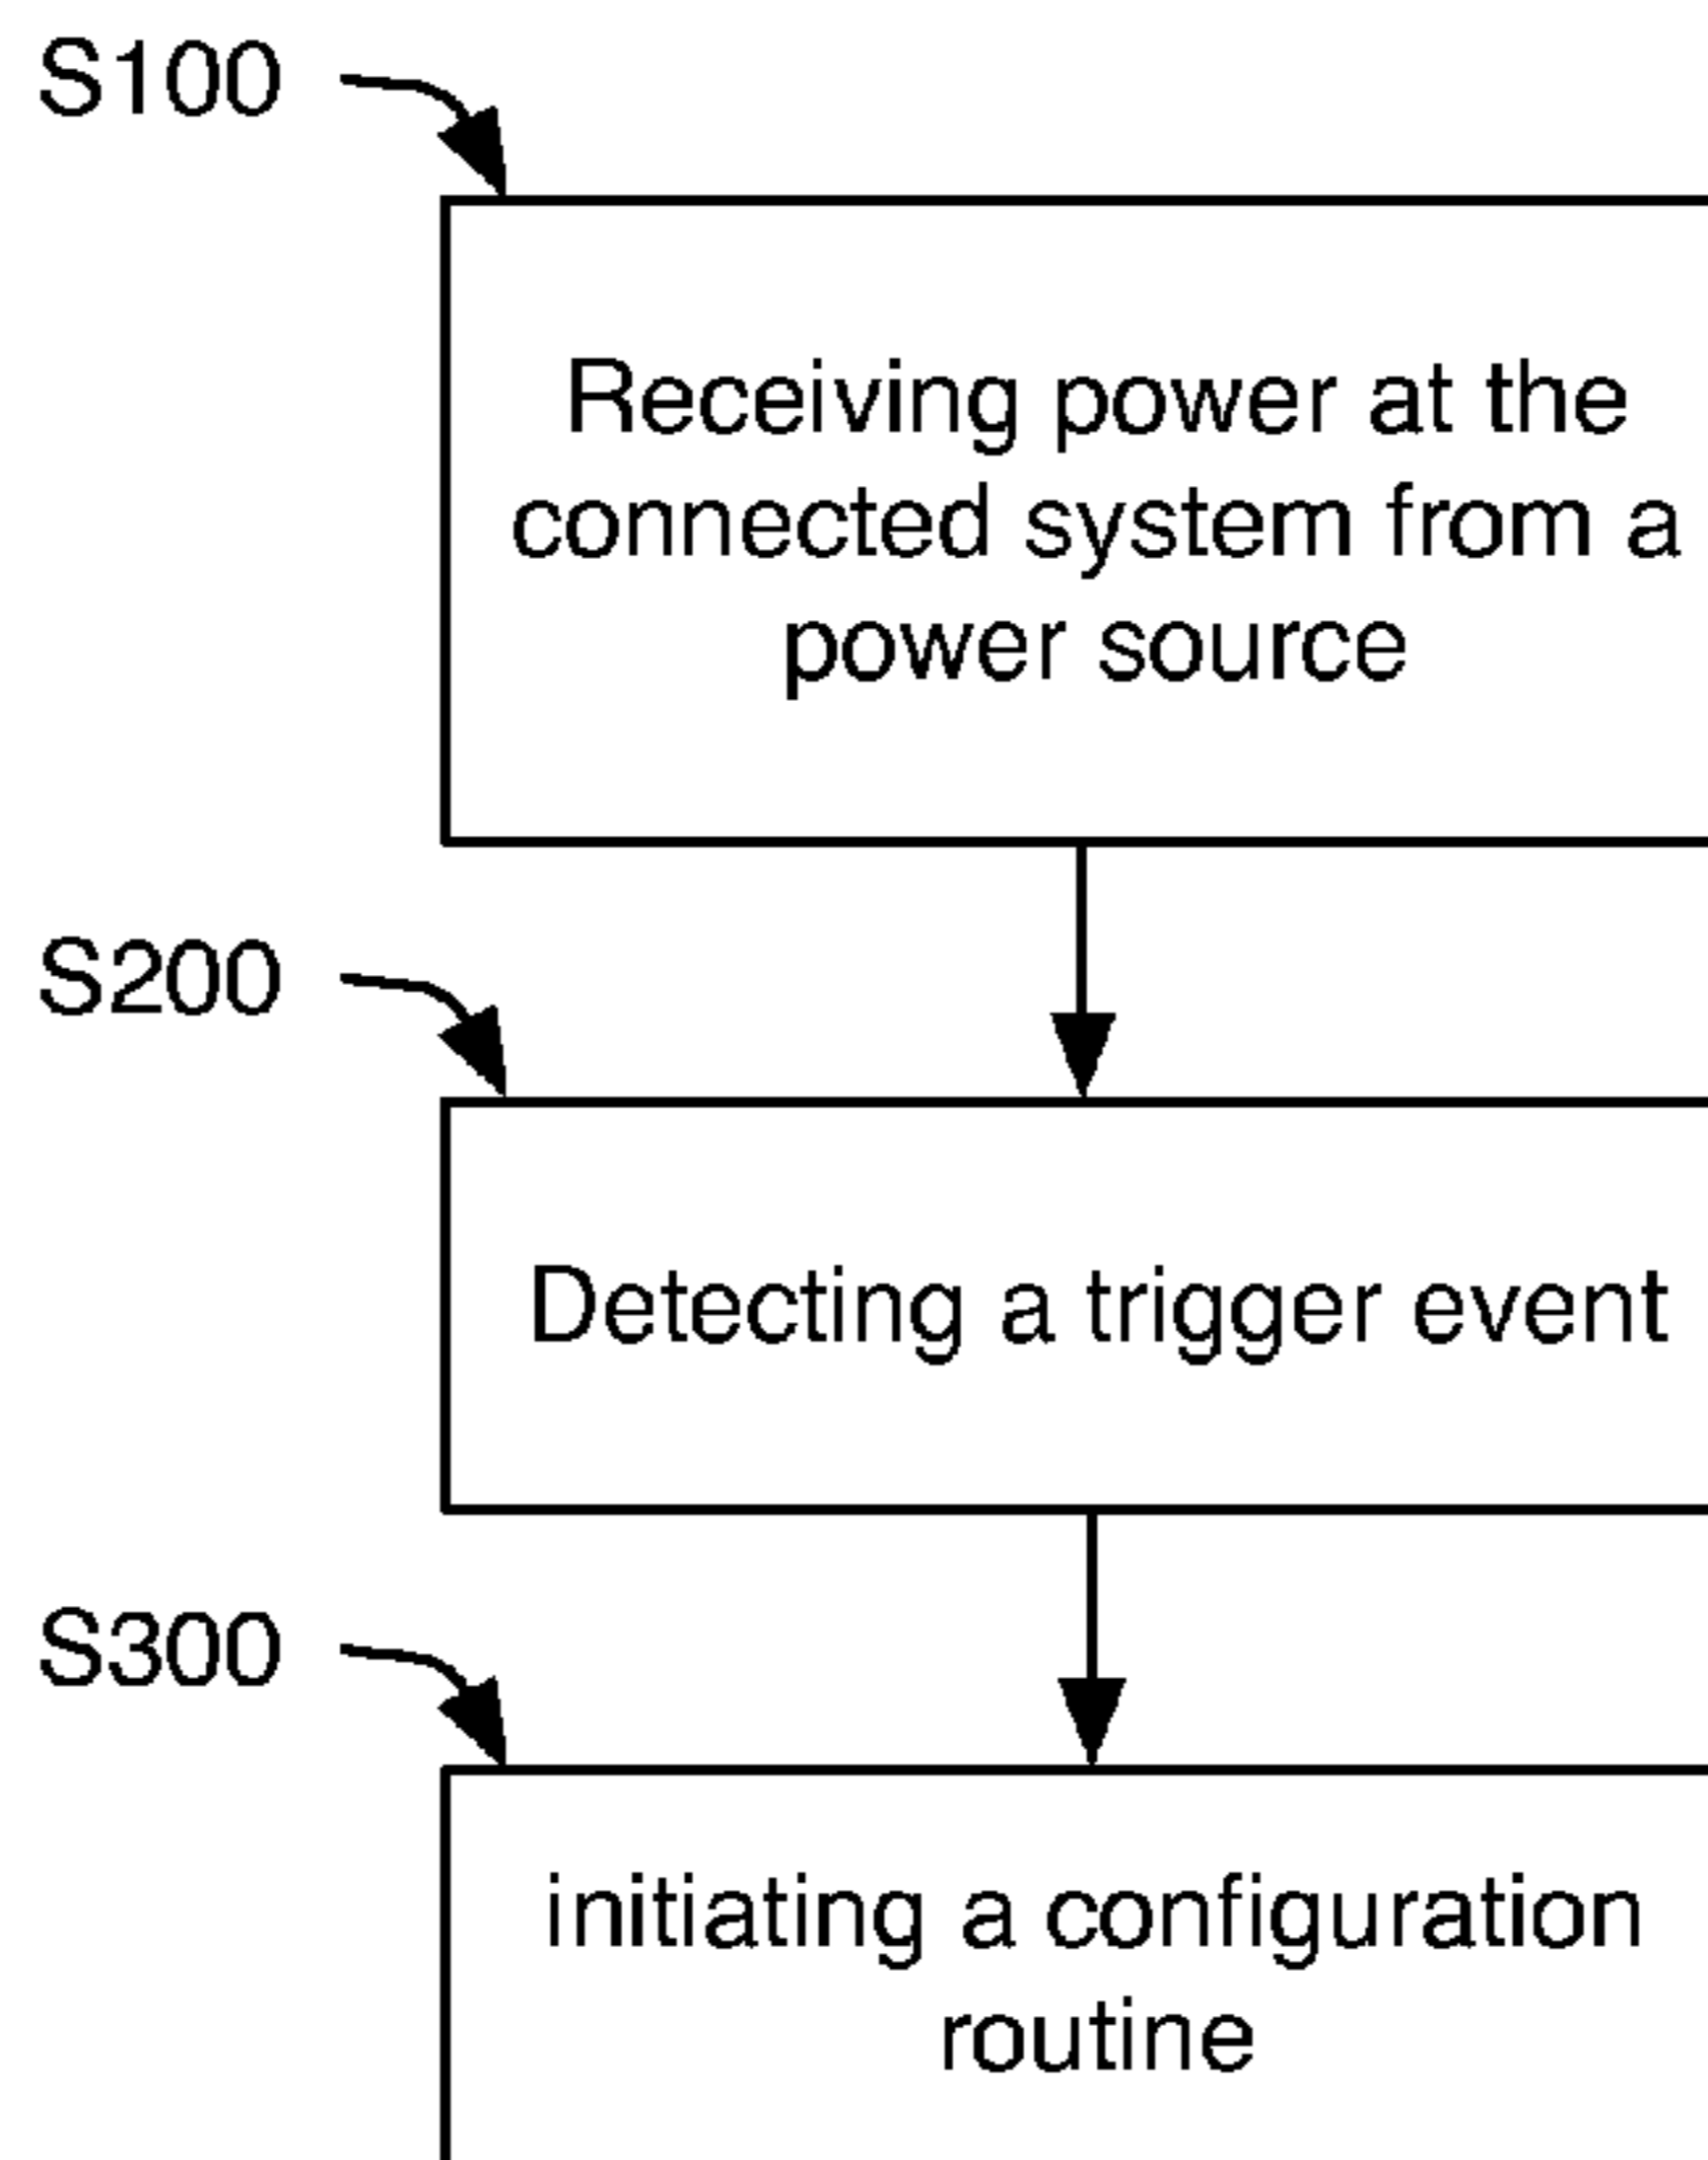 S100
Receiving power at the
connected system from a
power source
S200
Detecting a trigger event
S300
initiating a configuration
routine